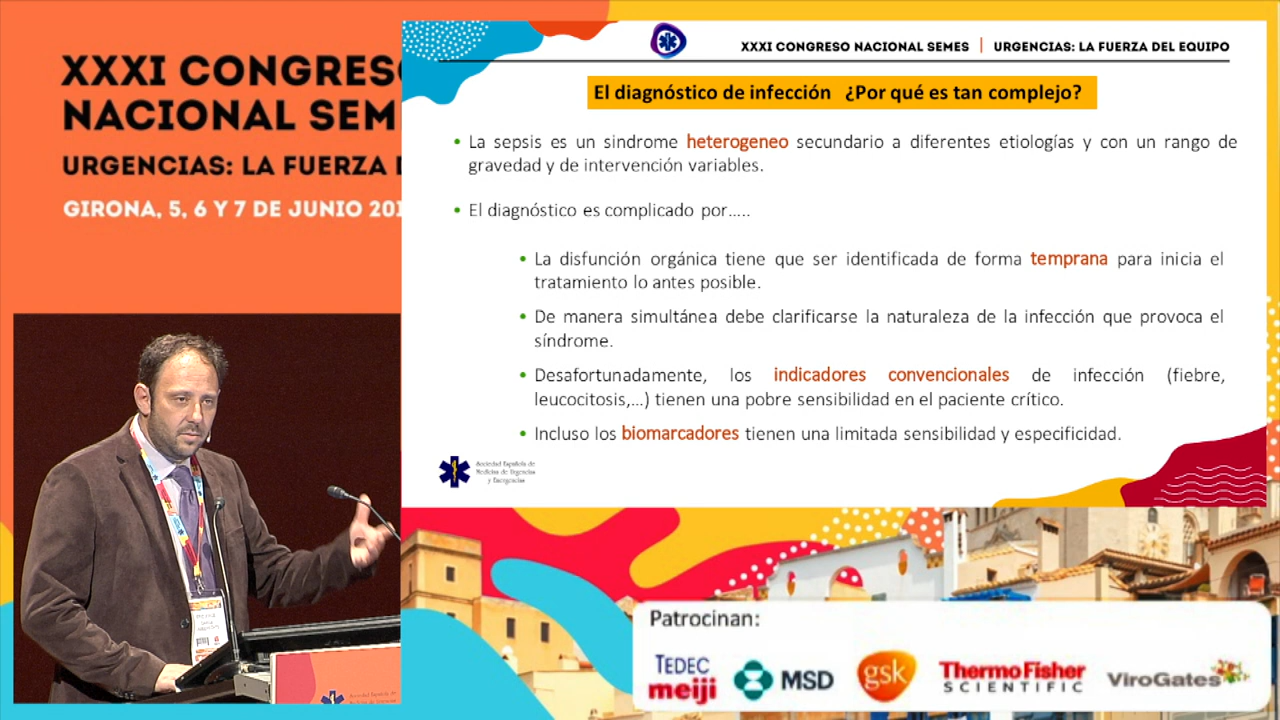 XXXI CONGRESO
NACIONAL SEM
URGENCIAS: LA FUERZA D
GIRONA, 5, 6 Y 7 DE JUNIO 201
XXXI CONGRESO NACIONAL SEMES | URGENCIAS: LA FUERZA DEL EQUIPO
El diagnóstico de infección ¿Por qué es tan complejo?
• La sepsis es un sindrome heterogeneo secundario a diferentes etiologías y con un rango de
gravedad y de intervención variables.
• El diagnóstico es complicado por.....
• La disfunción orgánica tiene que ser identificada de forma temprana para inicia el
tratamiento lo antes posible.
• De manera simultánea debe clarificarse la naturaleza de la infección que provoca el
síndrome.
• Desafortunadamente, los indicadores convencionales de infección (fiebre,
leucocitosis,...) tienen una pobre sensibilidad en el paciente crítico.
• Incluso los biomarcadores tienen una limitada sensibilidad y especificidad.
Sociedad Española de
Medicina de Urgencias
y Emergencias
Patrocinan:
TEDEC
meiji
MSD
gsk
ThermoFisher
SCIENTIFIC
ViroGates